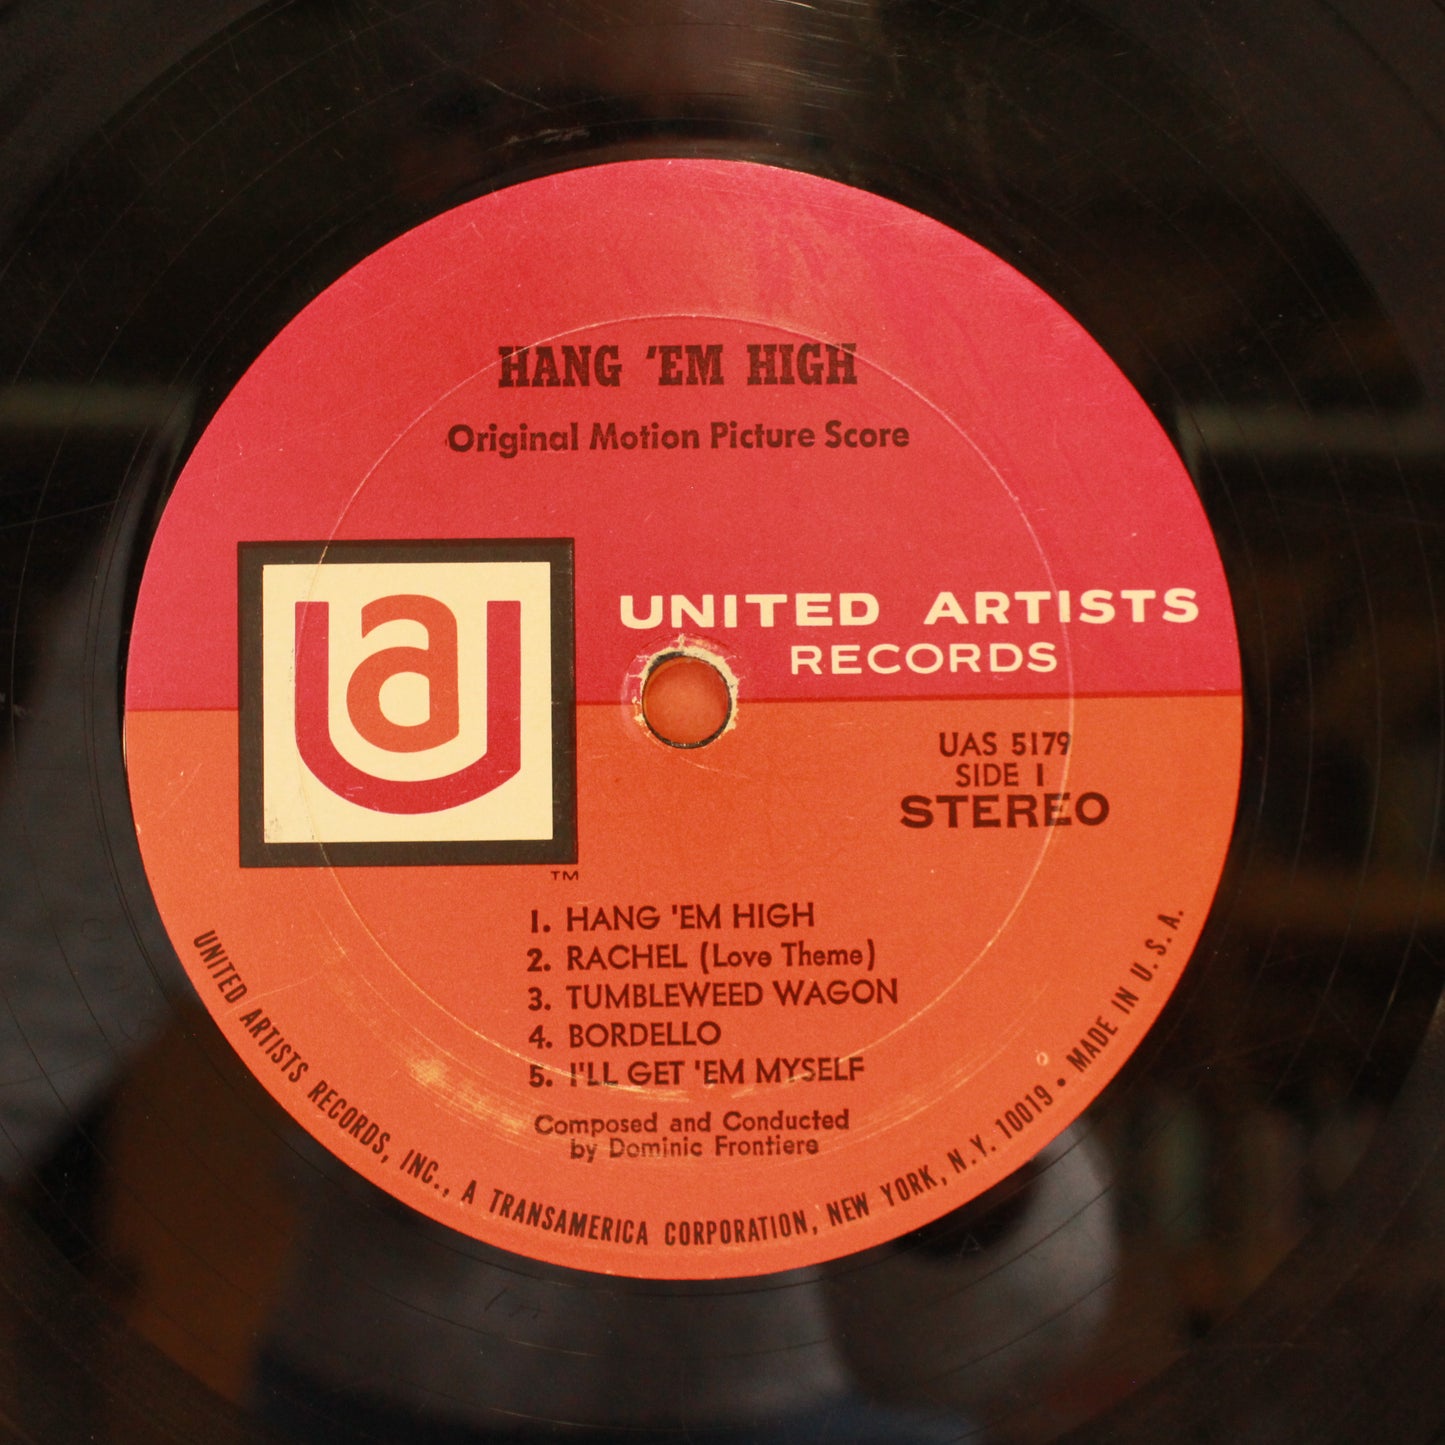 HANG 'EM HIGH
Original Motion Picture Score
ua
UNITED ARTISTS
RECORDS
UAS 5179
SIDE 1
STEREO
TM
1. HANG 'EM HIGH
2. RACHEL (Love Theme)
3. TUMBLEWEED WAGON
4. BORDELLO
5. I'LL GET 'EM MYSELF
Composed and Conducted
by Dominic Frontiere
UNITED ARTISTS RECORDS, INC., A TRANSAMERICA CORPORATION, NEW YORK, N.Y. 10019 • MADE IN U.S.A.